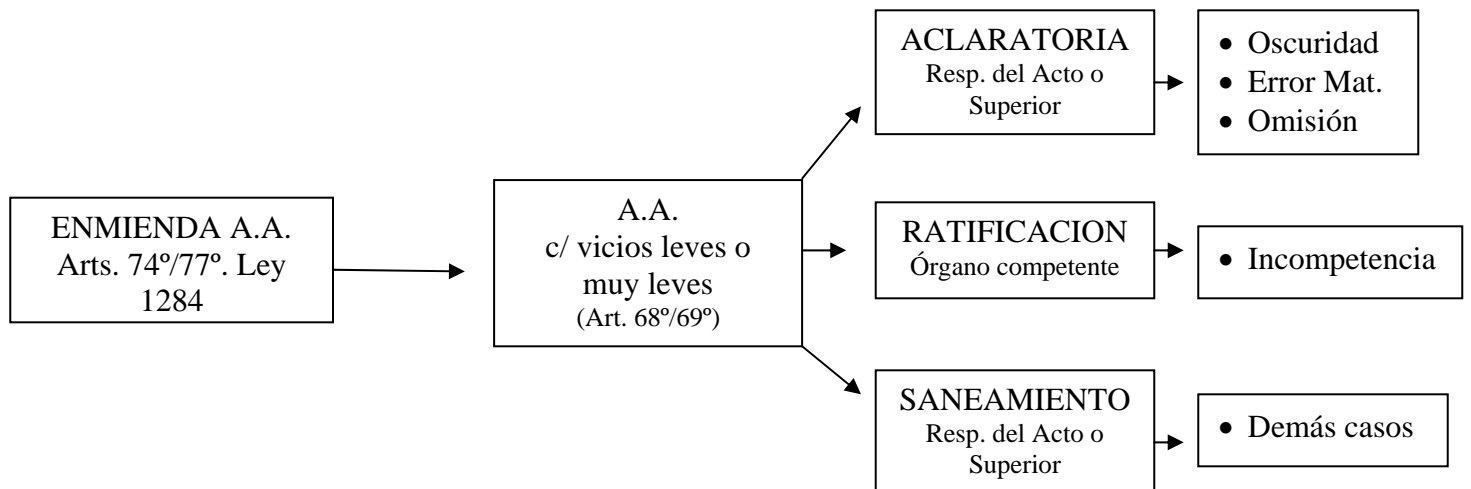 ENMIENDA A.A.
Arts. 74º/77º. Ley
1284
A.A.
c/ vicios leves o
muy leves
(Art. 68º/69º)
ACLARATORIA
Resp. del Acto o
Superior
• Oscuridad
• Error Mat.
• Omisión
RATIFICACION
Órgano competente
• Incompetencia
SANEAMIENTO
Resp. del Acto o
Superior
• Demás casos